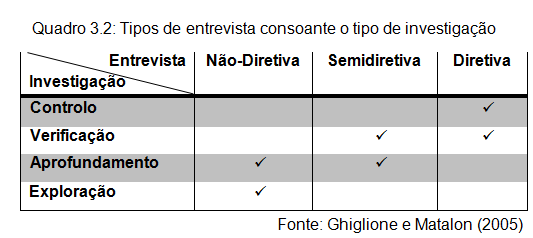 Quadro 3.2: Tipos de entrevista consoante o tipo de investigação
Entrevista Não-Diretiva Semidiretiva Diretiva
Investigação
Controlo ✓
Verificação ✓ ✓
Aprofundamento ✓ ✓
Exploração ✓
Fonte: Ghiglione e Matalon (2005)